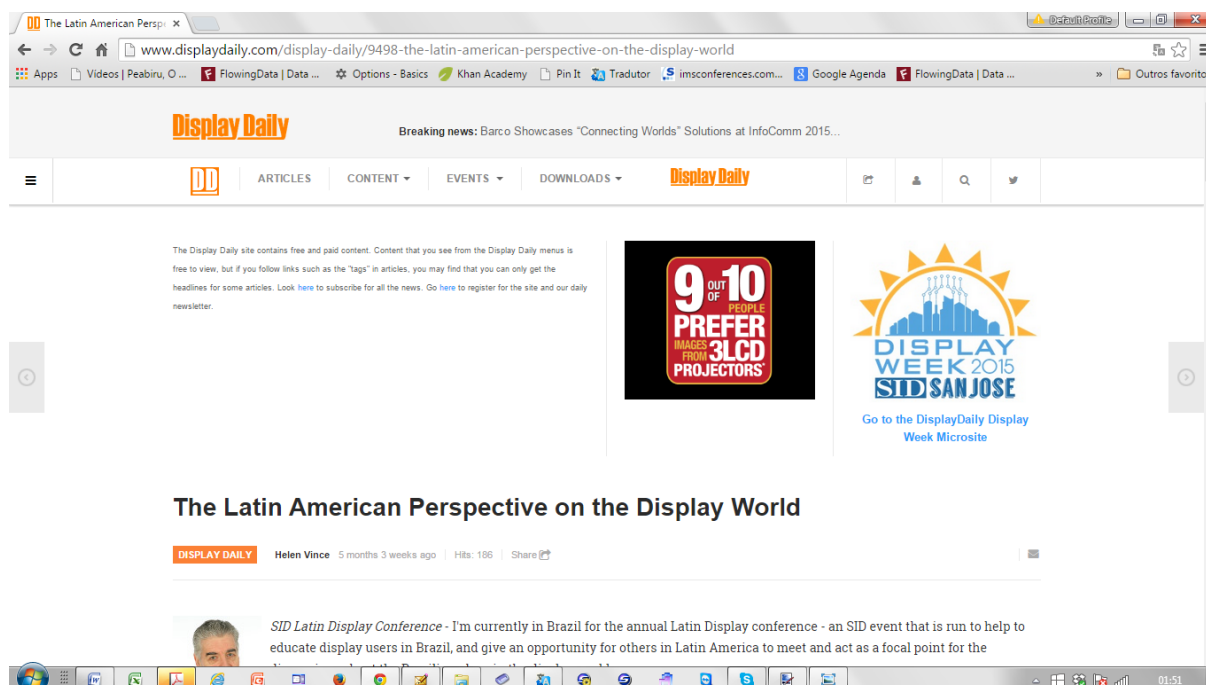 The Latin American Perspe ×
Default Profile
www.displaydaily.com/display-daily/9498-the-latin-american-perspective-on-the-display-world
Apps Vídeos | Peabiru, O ... FlowingData | Data ... Options - Basics Khan Academy Pin It Tradutor imsconferences.com... Google Agenda FlowingData | Data ... » Outros favorito
Display Daily Breaking news: Barco Showcases “Connecting Worlds” Solutions at InfoComm 2015...
ARTICLES CONTENT EVENTS DOWNLOADS Display Daily
The Display Daily site contains free and paid content. Content that you see from the Display Daily menus is
free to view, but if you follow links such as the "tags" in articles, you may find that you can only get the
headlines for some articles. Look here to subscribe for all the news. Go here to register for the site and our daily
newsletter.
9 OUT OF 10
PEOPLE
PREFER
IMAGES FROM 3LCD
PROJECTORS
DISPLAY
WEEK 2015
SID SAN JOSE
Go to the DisplayDaily Display
Week Microsite
The Latin American Perspective on the Display World
DISPLAY DAILY Helen Vince 5 months 3 weeks ago Hits: 186 Share
SID Latin Display Conference - I'm currently in Brazil for the annual Latin Display conference - an SID event that is run to help to
educate display users in Brazil, and give an opportunity for others in Latin America to meet and act as a focal point for the
01:51